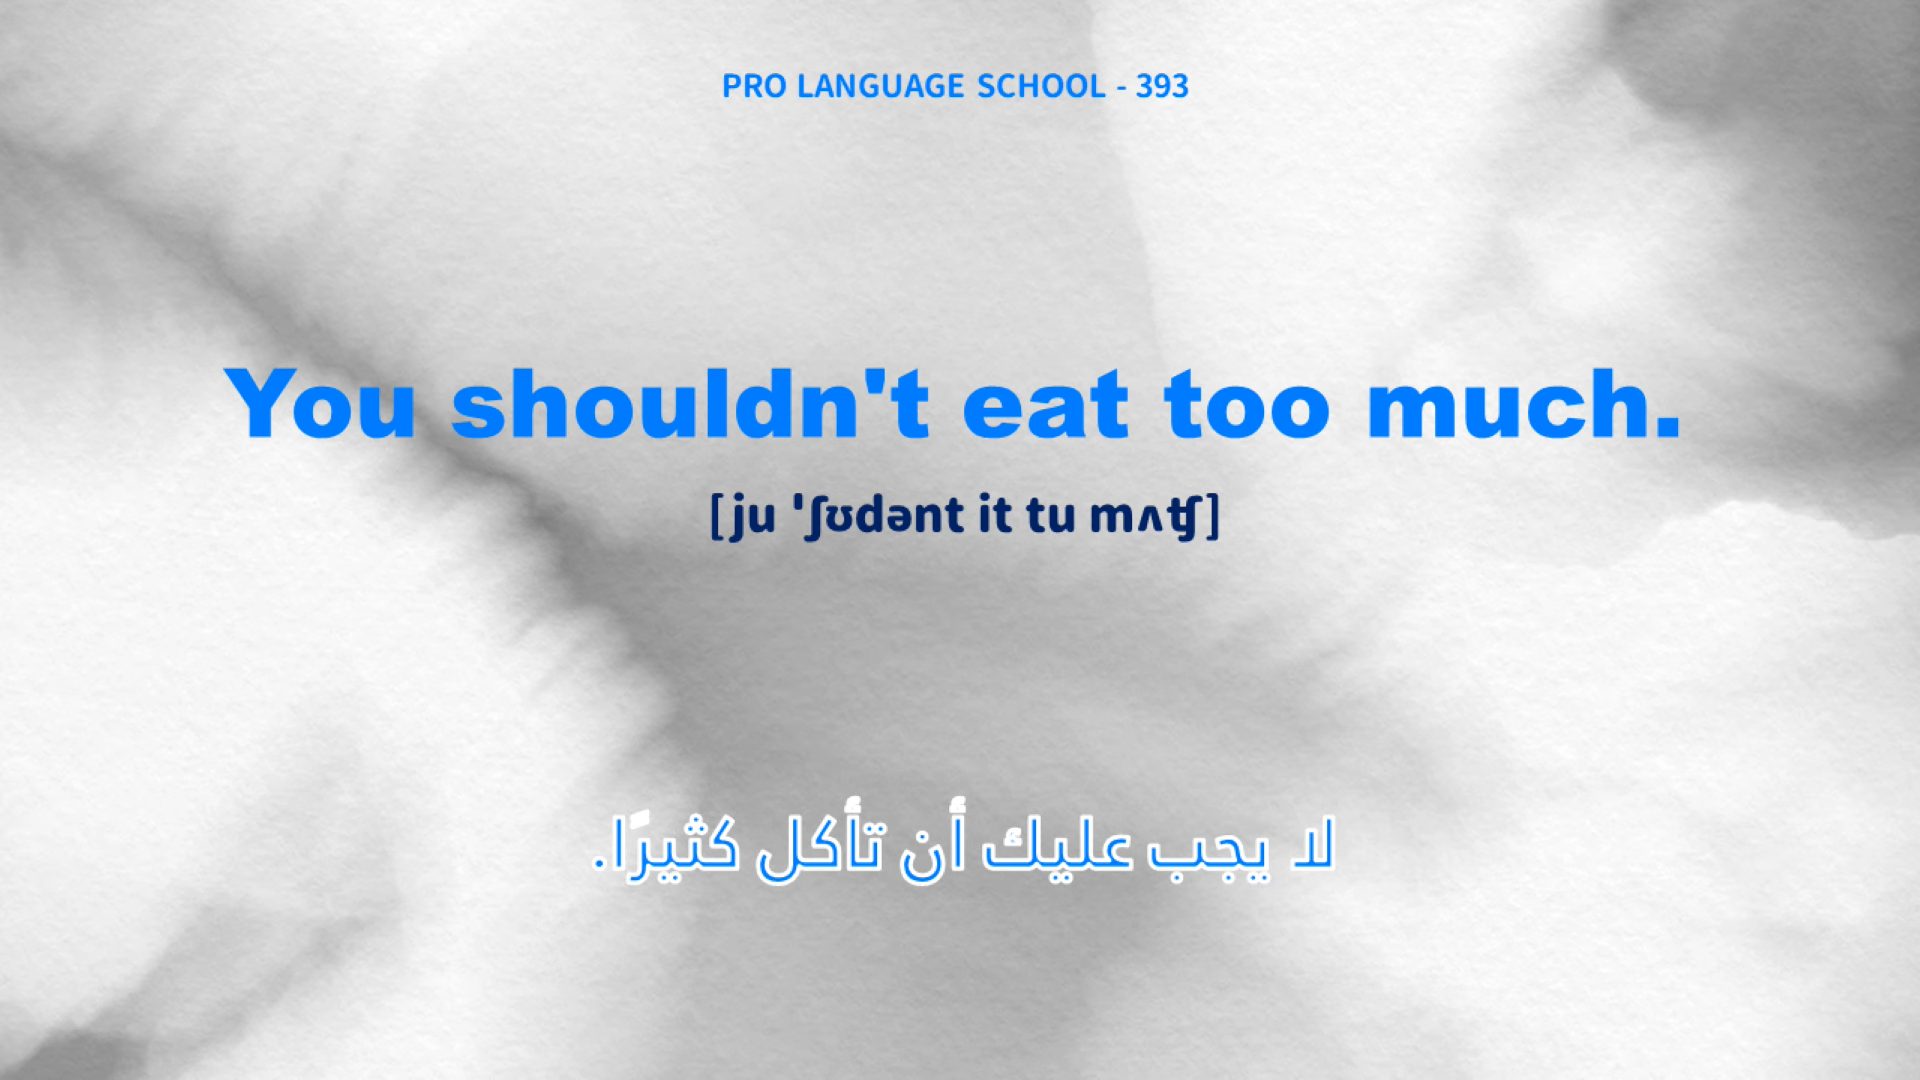 PRO LANGUAGE SCHOOL - 393
You shouldn't eat too much.
[ju ˈʃʊdənt it tu mʌʧ]
لا يجب عليك أن تأكل كثيرًا.